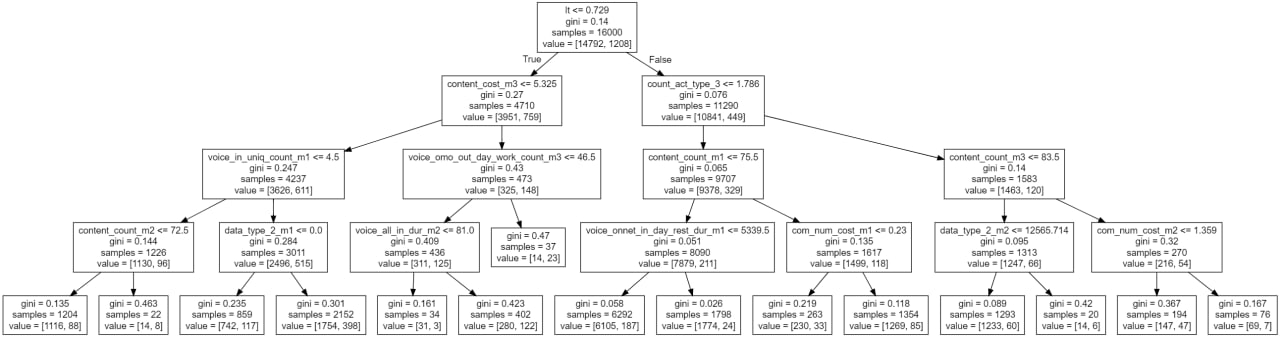 lt <= 0.729
gini = 0.14
samples = 16000
value = [14792, 1208]
True
False
content_cost_m3 <= 5.325
gini = 0.27
samples = 4710
value = [3951, 759]
count_act_type_3 <= 1.786
gini = 0.076
samples = 11290
value = [10841, 449]
voice_in_uniq_count_m1 <= 4.5
gini = 0.247
samples = 4237
value = [3626, 611]
voice_omo_out_day_work_count_m3 <= 46.5
gini = 0.43
samples = 473
value = [325, 148]
content_count_m1 <= 75.5
gini = 0.065
samples = 9707
value = [9378, 329]
content_count_m3 <= 83.5
gini = 0.14
samples = 1583
value = [1463, 120]
content_count_m2 <= 72.5
gini = 0.144
samples = 1226
value = [1130, 96]
data_type_2_m1 <= 0.0
gini = 0.284
samples = 3011
value = [2496, 515]
voice_all_in_dur_m2 <= 81.0
gini = 0.409
samples = 436
value = [311, 125]
gini = 0.47
samples = 37
value = [14, 23]
voice_onnet_in_day_rest_dur_m1 <= 5339.5
gini = 0.051
samples = 8090
value = [7879, 211]
com_num_cost_m1 <= 0.23
gini = 0.135
samples = 1617
value = [1499, 118]
data_type_2_m2 <= 12565.714
gini = 0.095
samples = 1313
value = [1247, 66]
com_num_cost_m2 <= 1.359
gini = 0.32
samples = 270
value = [216, 54]
gini = 0.135
samples = 1204
value = [1116, 88]
gini = 0.463
samples = 22
value = [14, 8]
gini = 0.235
samples = 859
value = [742, 117]
gini = 0.301
samples = 2152
value = [1754, 398]
gini = 0.161
samples = 34
value = [31, 3]
gini = 0.423
samples = 402
value = [280, 122]
gini = 0.058
samples = 6292
value = [6105, 187]
gini = 0.026
samples = 1798
value = [1774, 24]
gini = 0.219
samples = 263
value = [230, 33]
gini = 0.118
samples = 1354
value = [1269, 85]
gini = 0.089
samples = 1293
value = [1233, 60]
gini = 0.42
samples = 20
value = [14, 6]
gini = 0.367
samples = 194
value = [147, 47]
gini = 0.167
samples = 76
value = [69, 7]